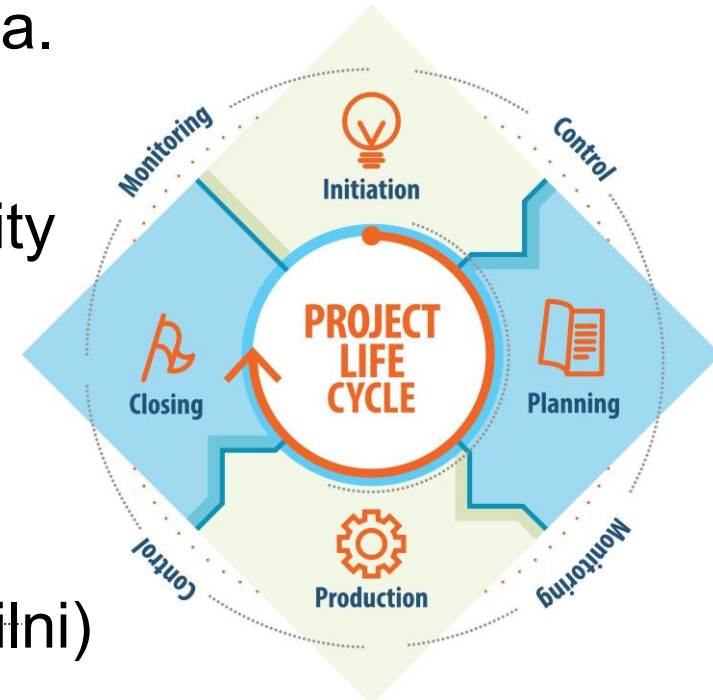 a.
ity
ilni)
Monitoring
Control
Initiation
PROJECT
LIFE
CYCLE
Closing
Planning
Production
Control
Monitoring